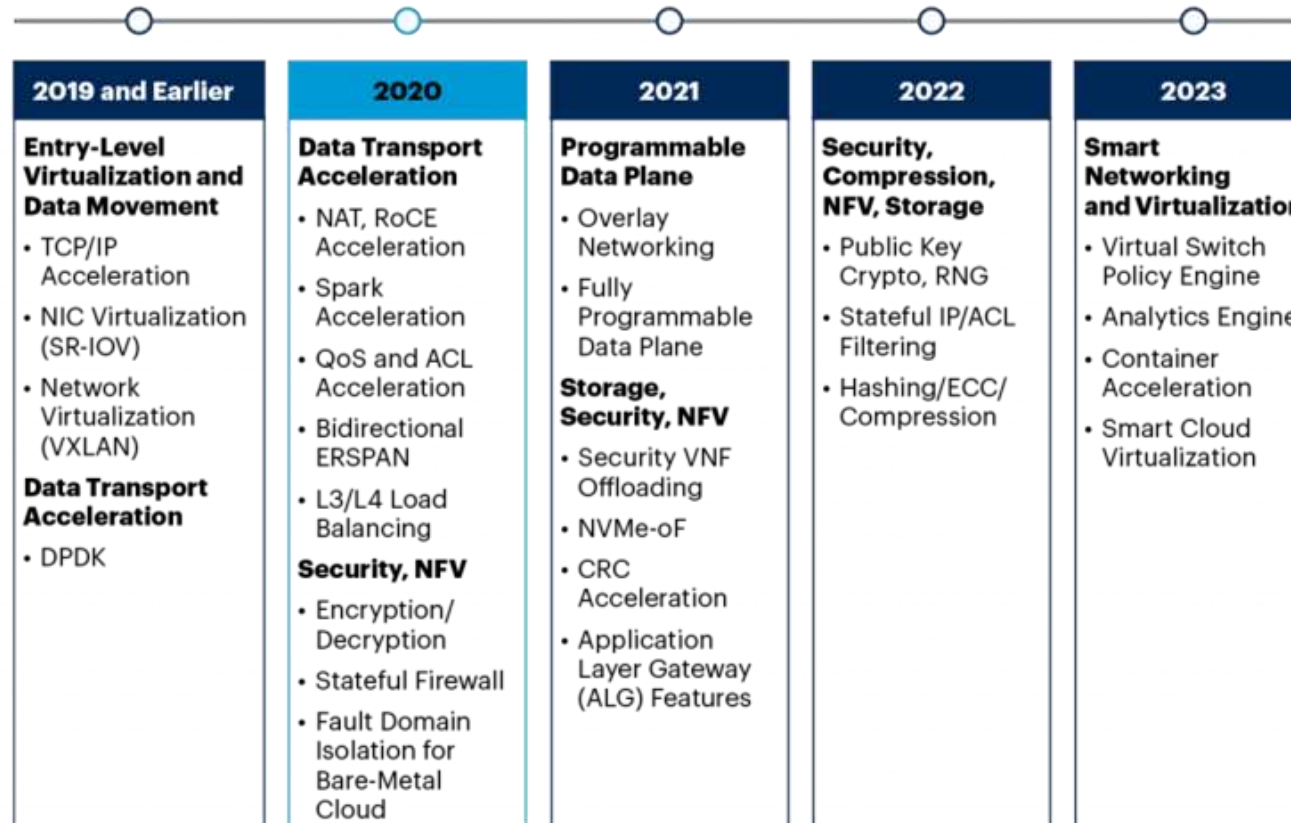 2019 and Earlier
Entry-Level
Virtualization and
Data Movement
• TCP/IP
Acceleration
• NIC Virtualization
(SR-IOV)
• Network
Virtualization
(VXLAN)
Data Transport
Acceleration
• DPDK
2020
Data Transport
Acceleration
• NAT, RoCE
Acceleration
• Spark
Acceleration
• QoS and ACL
Acceleration
• Bidirectional
ERSPAN
• L3/L4 Load
Balancing
Security, NFV
• Encryption/
Decryption
• Stateful Firewall
• Fault Domain
Isolation for
Bare-Metal
Cloud
2021
Programmable
Data Plane
• Overlay
Networking
• Fully
Programmable
Data Plane
Storage,
Security, NFV
• Security VNF
Offloading
• NVMe-oF
• CRC
Acceleration
• Application
Layer Gateway
(ALG) Features
2022
Security,
Compression,
NFV, Storage
• Public Key
Crypto, RNG
• Stateful IP/ACL
Filtering
• Hashing/ECC/
Compression
2023
Smart
Networking
and Virtualization
• Virtual Switch
Policy Engine
• Analytics Engine
• Container
Acceleration
• Smart Cloud
Virtualization